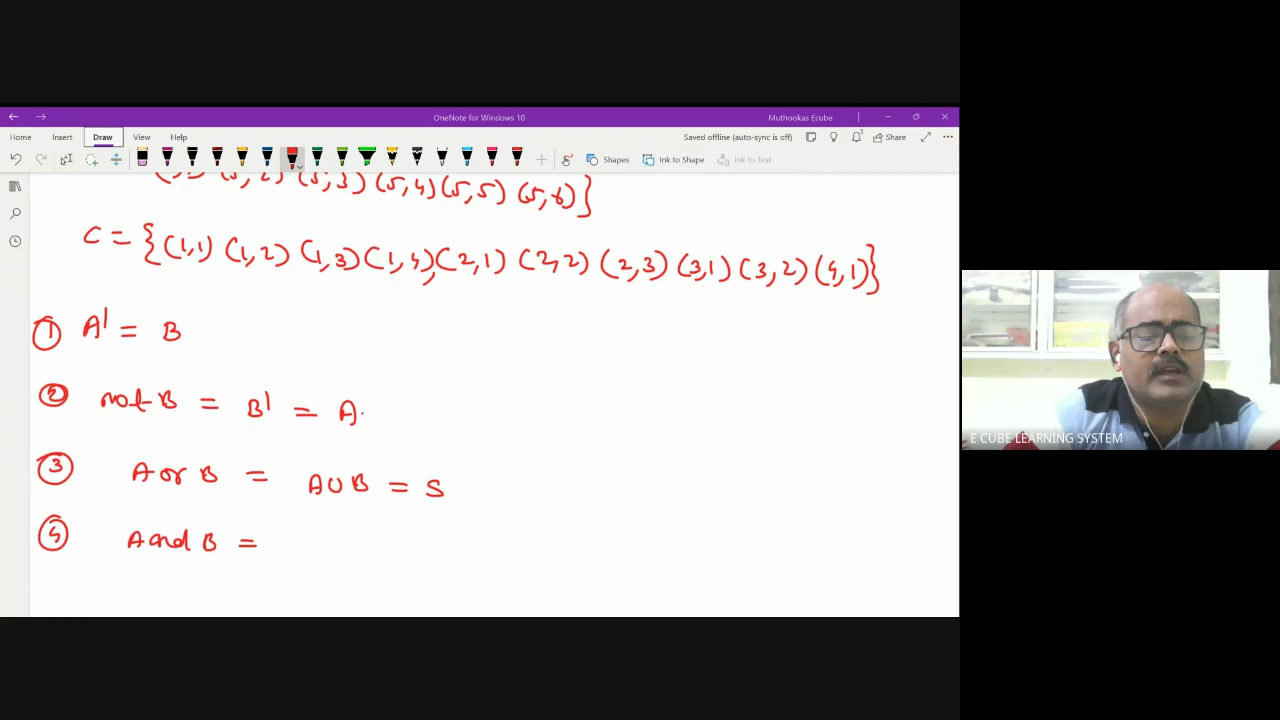 OneNote for Windows 10
Muthookas Ecube
Home Insert Draw View Help
Saved offline (auto-sync is off)
Share
Shapes
Ink to Shape
Ink to Text
(5,3) (5,4) (5,5) (5,6)}
C = {(1,1) (1,2) (1,3) (1,4), (2,1) (2,2) (2,3) (3,1) (3,2) (4,1)}
① A' = B
② not B = B' = A.
③ A or B = A∪B = S
④ A and B =
E CUBE LEARNING SYSTEM